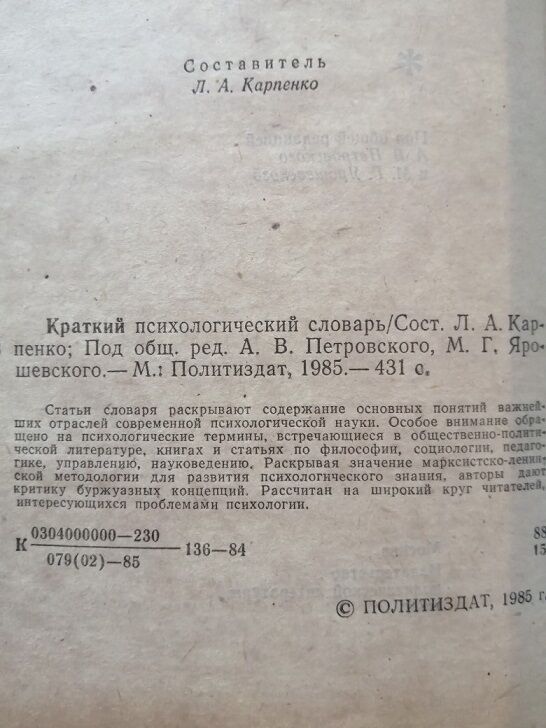 Составитель
Л. А. Карпенко
Краткий психологический словарь/Сост. Л. А. Кар-
пенко; Под общ. ред. А. В. Петровского, М. Г. Яро-
шевского.— М.: Политиздат, 1985.— 431 с.
Статьи словаря раскрывают содержание основных понятий важней-
ших отраслей современной психологической науки. Особое внимание обра-
щено на психологические термины, встречающиеся в общественно-полити-
ческой литературе, книгах и статьях по философии, социологии, педаго-
гике, управлению, науковедению. Раскрывая значение марксистско-ленин-
ской методологии для развития психологического знания, авторы дают
критику буржуазных концепций. Рассчитан на широкий круг читателей,
интересующихся проблемами психологии.
К 0304000000—230 136—84 88
079(02)—85 15
© ПОЛИТИЗДАТ, 1985 г.